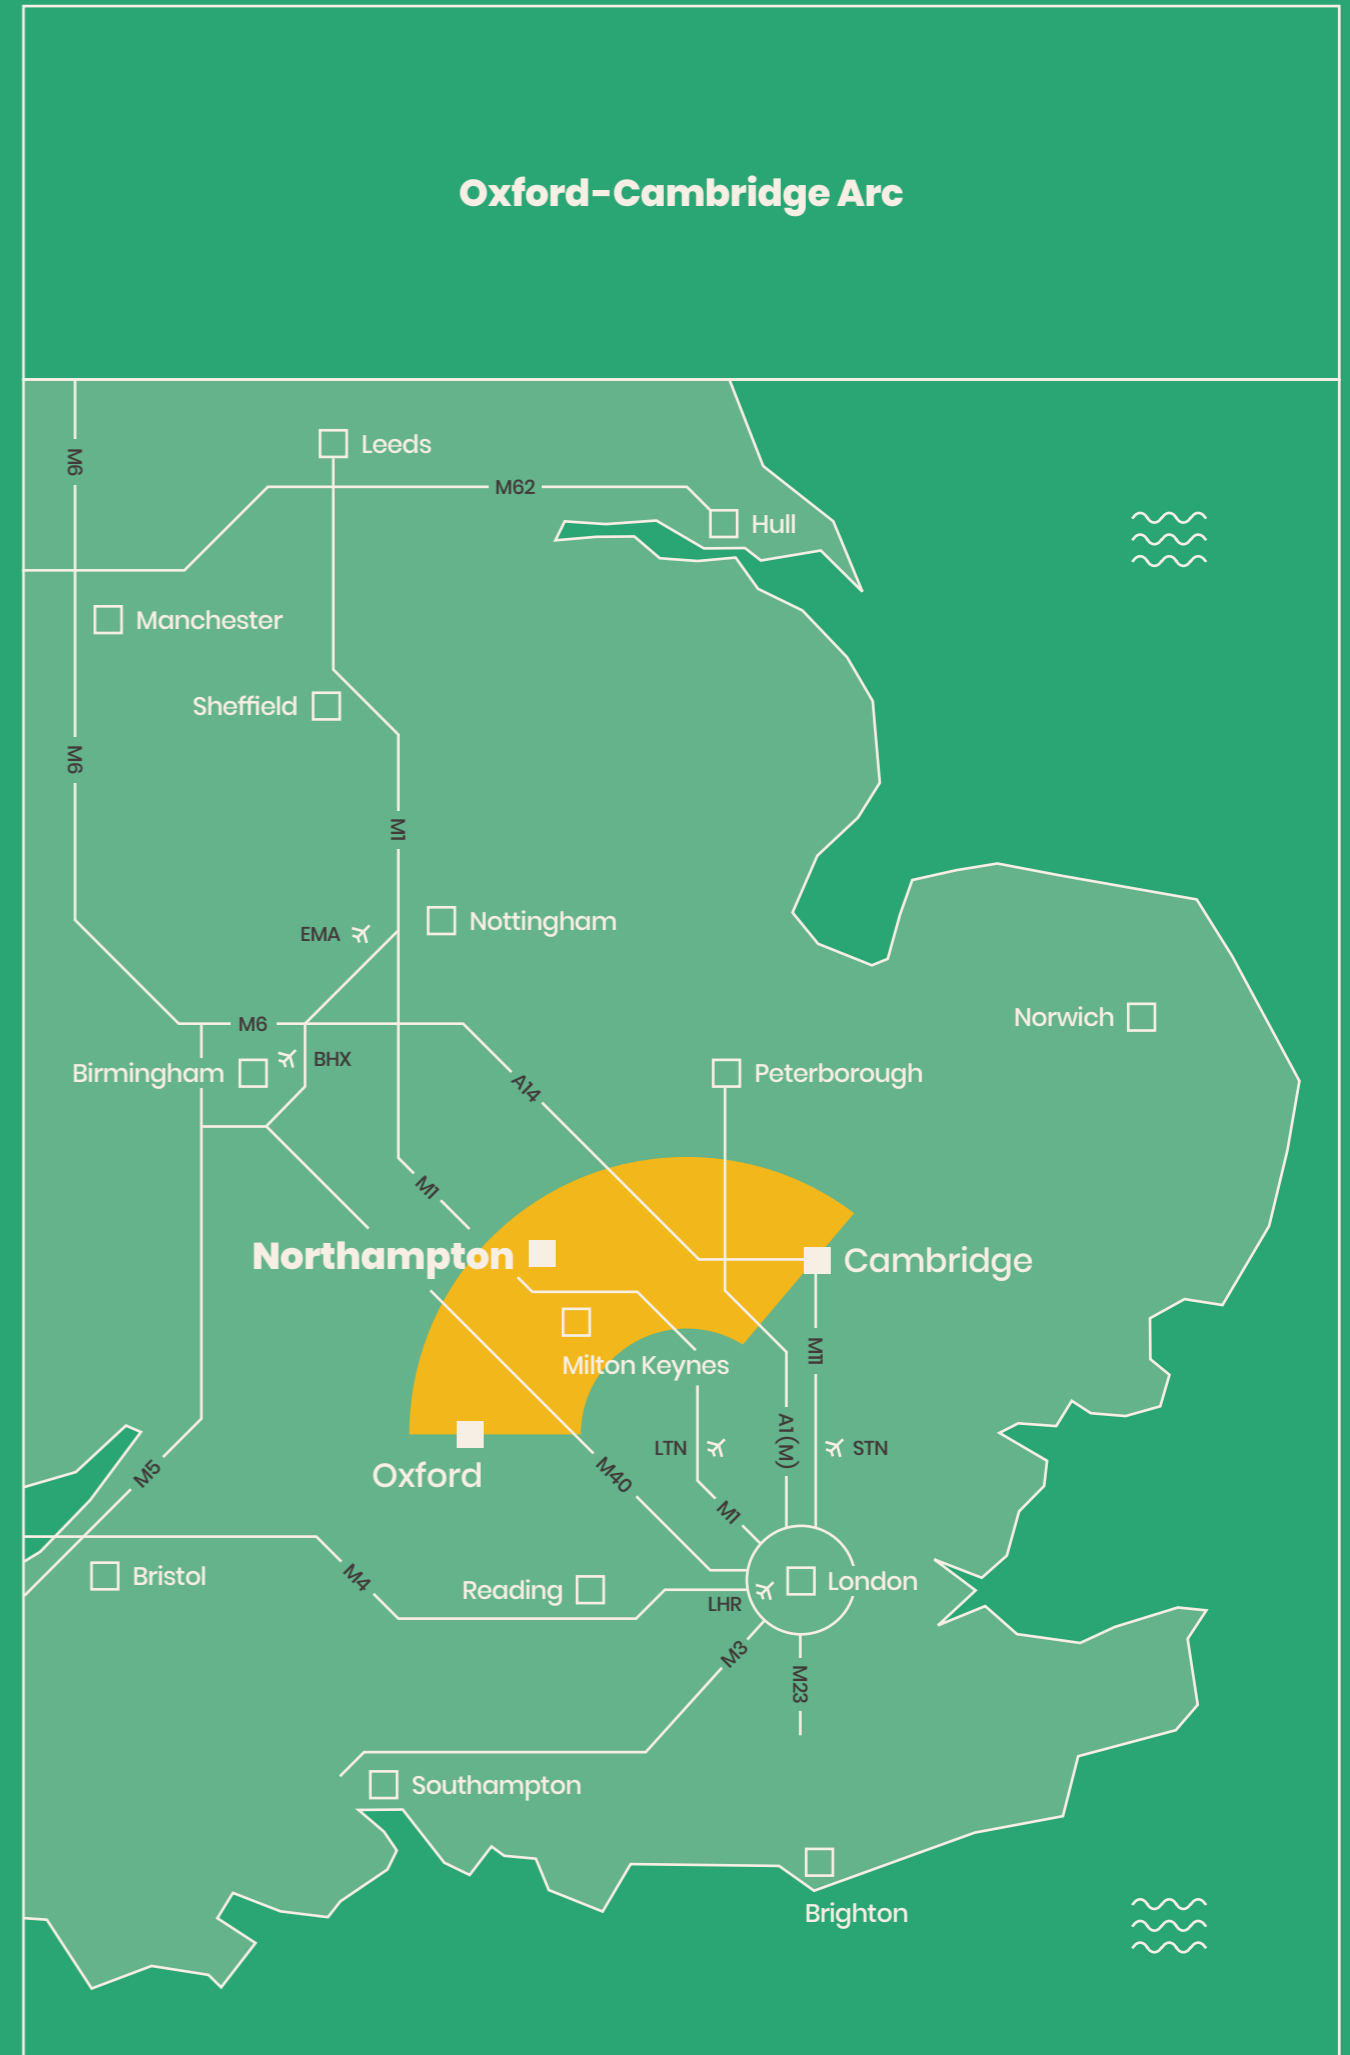 Oxford-Cambridge Arc
M6
Leeds
M62
Hull
Manchester
Sheffield
M6
M1
EMA
Nottingham
M6
Norwich
BHX
Birmingham
A14
Peterborough
M1
Northampton
Cambridge
M11
Milton Keynes
A1 (M)
LTN
STN
Oxford
M5
M40
M1
Bristol
M4
Reading
London
LHR
M3
M23
Southampton
Brighton